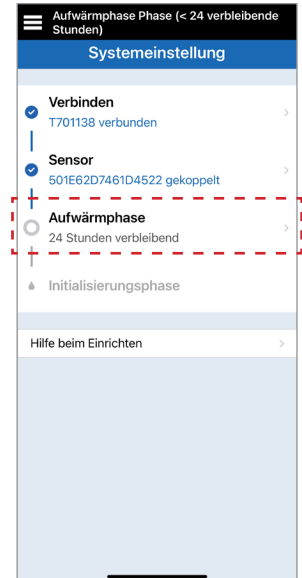 Aufwärmphase Phase (< 24 verbleibende
Stunden)
Systemeinstellung
Verbinden
T701138 verbunden
Sensor
501E62D7461D4522 gekoppelt
Aufwärmphase
24 Stunden verbleibend
Initialisierungsphase
Hilfe beim Einrichten